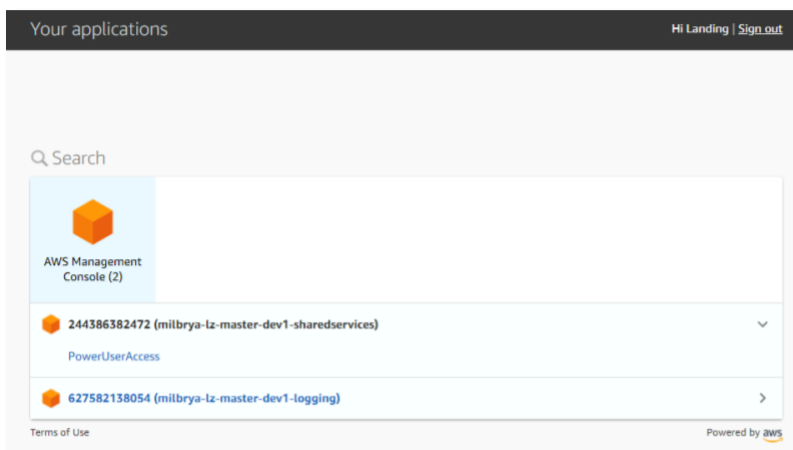 Your applications
Hi Landing | Sign out
Search
AWS Management
Console (2)
244386382472 (milbrya-lz-master-dev1-sharedservices)
PowerUserAccess
627582138054 (milbrya-lz-master-dev1-logging)
Terms of Use
Powered by aws